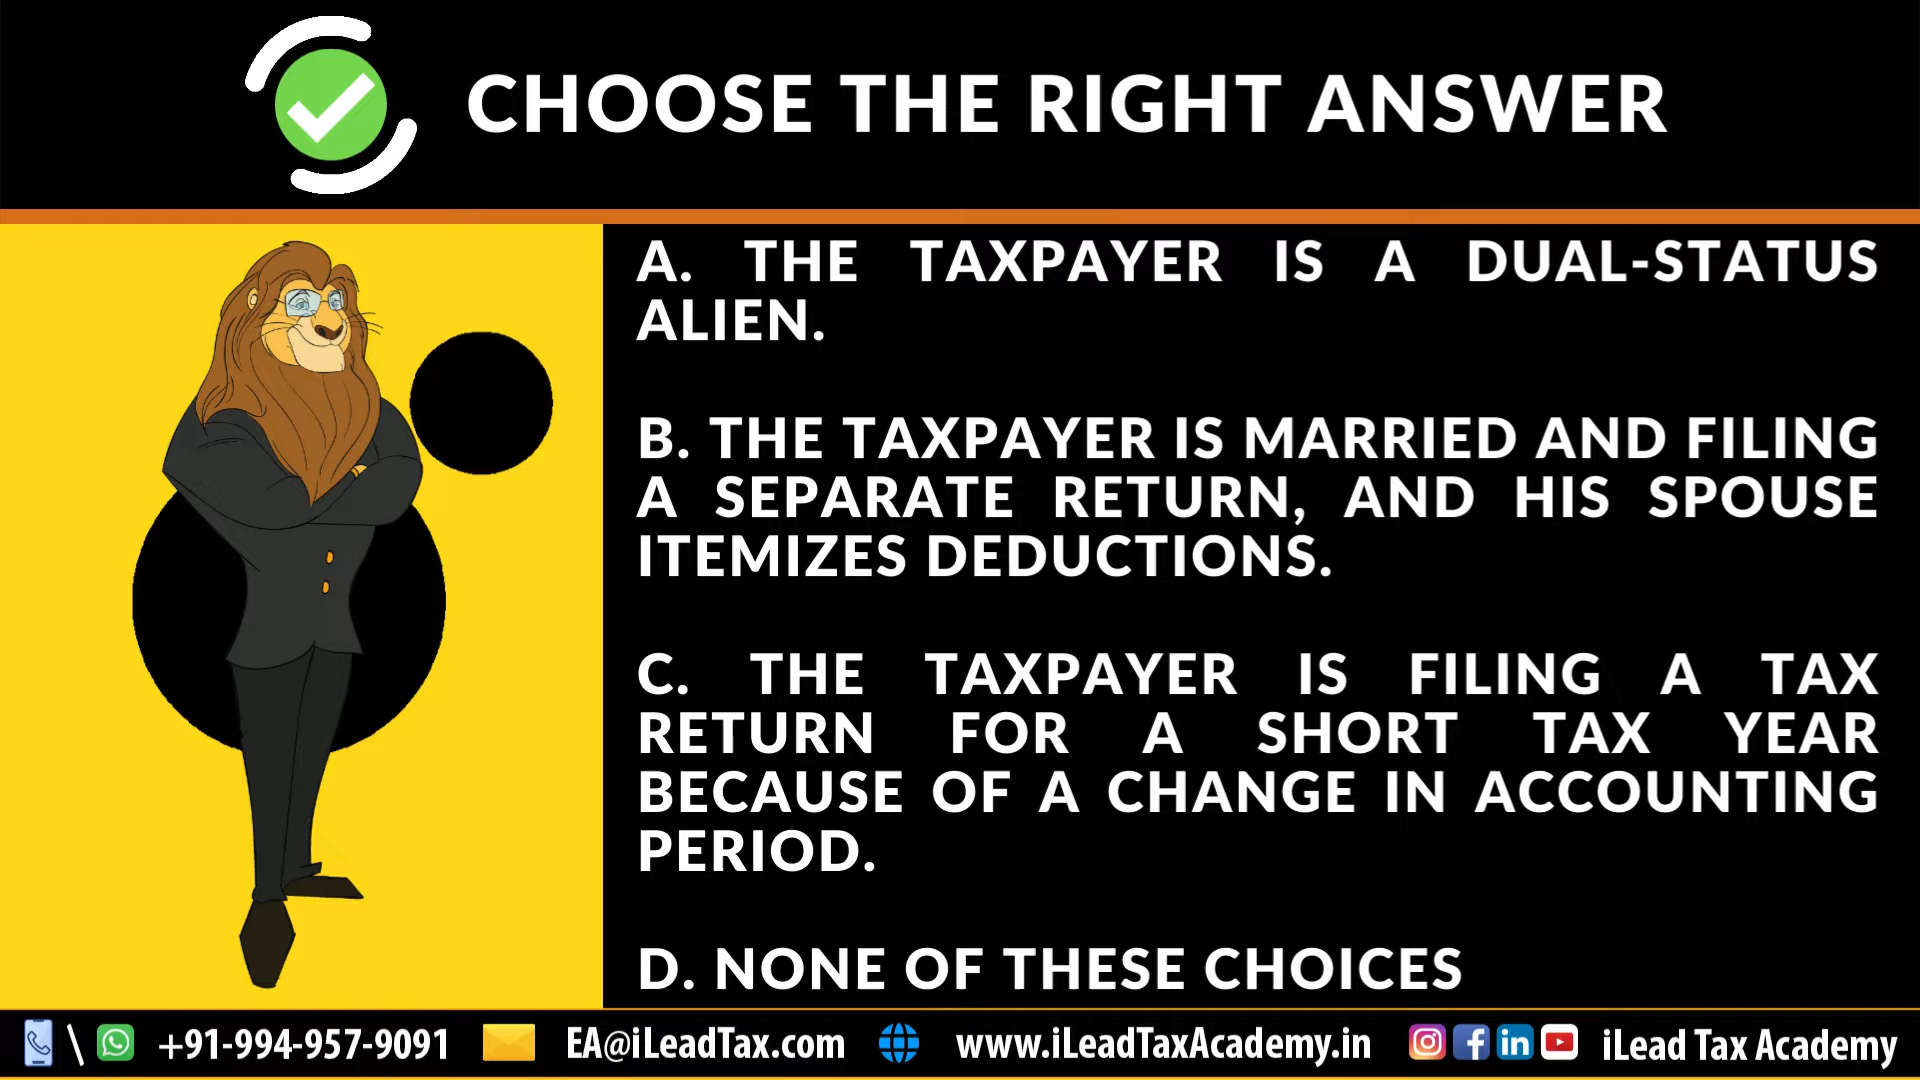 CHOOSE THE RIGHT ANSWER
A. THE TAXPAYER IS A DUAL-STATUS
ALIEN.
B. THE TAXPAYER IS MARRIED AND FILING
A SEPARATE RETURN, AND HIS SPOUSE
ITEMIZES DEDUCTIONS.
C. THE TAXPAYER IS FILING A TAX
RETURN FOR A SHORT TAX YEAR
BECAUSE OF A CHANGE IN ACCOUNTING
PERIOD.
D. NONE OF THESE CHOICES
\ +91-994-957-9091 EA@iLeadTax.com www.iLeadTaxAcademy.in iLead Tax Academy